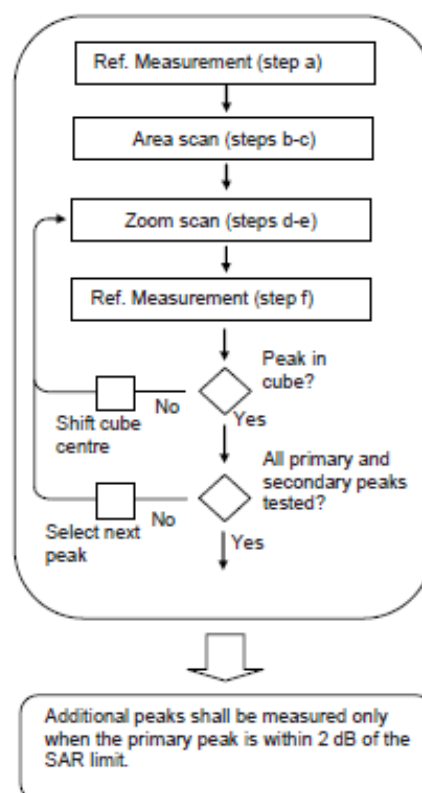 Ref. Measurement (step a)
Area scan (steps b-c)
Zoom scan (steps d-e)
Ref. Measurement (step f)
Peak in
cube?
No
Yes
Shift cube
centre
All primary and
secondary peaks
tested?
No
Yes
Select next
peak
Additional peaks shall be measured only
when the primary peak is within 2 dB of the
SAR limit.